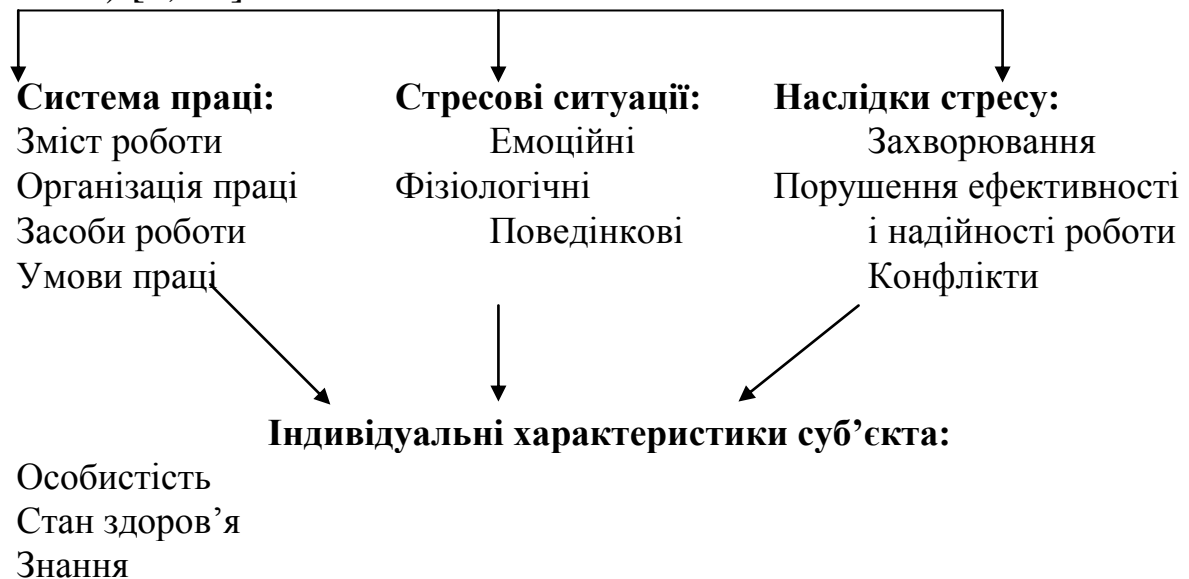 Система праці:
Зміст роботи
Організація праці
Засоби роботи
Умови праці
Стресові ситуації:
Емоційні
Фізіологічні
Поведінкові
Наслідки стресу:
Захворювання
Порушення ефективності
і надійності роботи
Конфлікти
Індивідуальні характеристики суб’єкта:
Особистість
Стан здоров’я
Знання